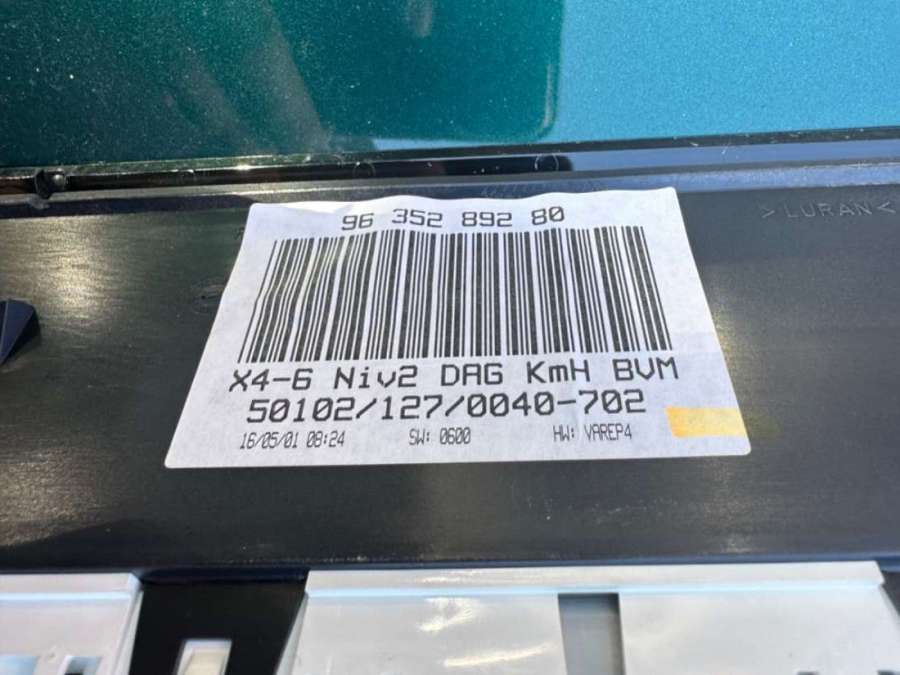 96 352 892 80
>LURAN<
X4-6 Niv2 DAG KmH BVM
50102/127/0040-702
16/05/01 08:24 SW: 0600 HW: VAREP4